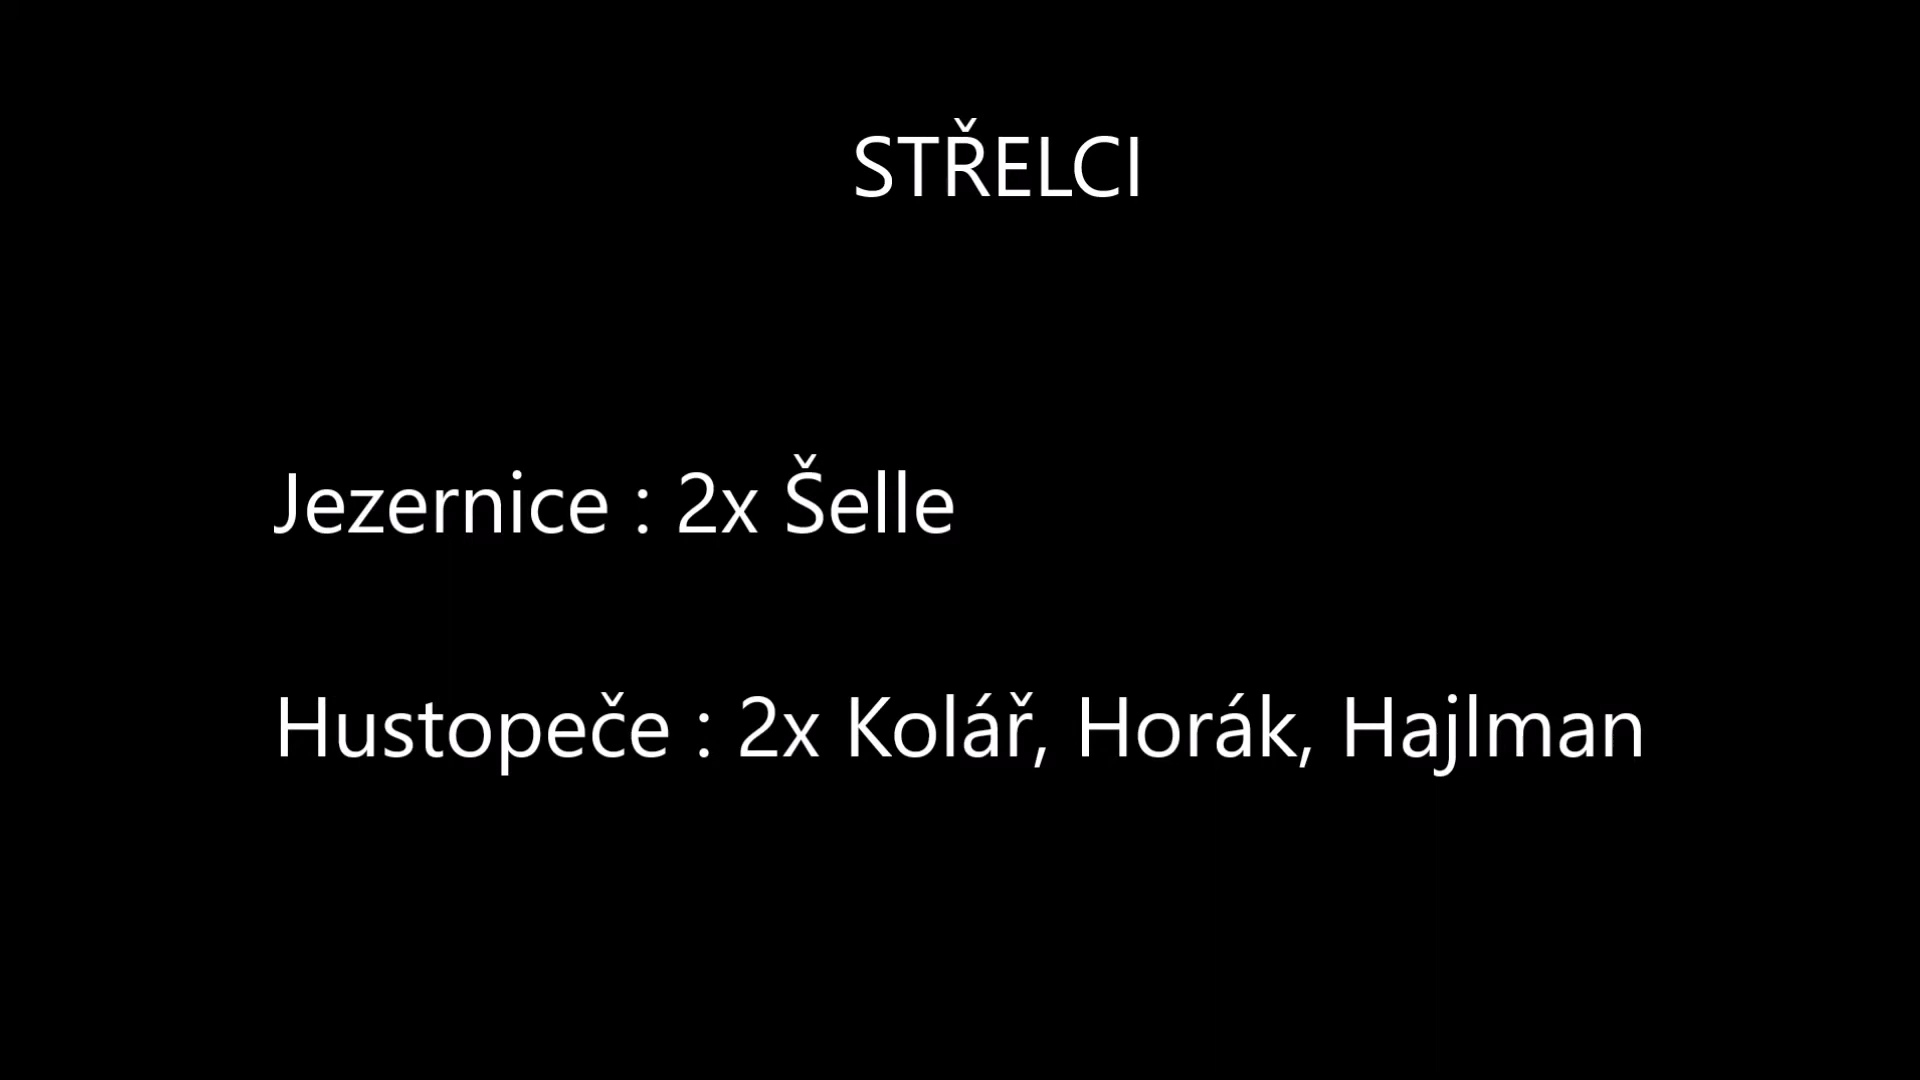 STŘELCI
Jezernice : 2x Šelle
Hustopeče : 2x Kolář, Horák, Hajlman